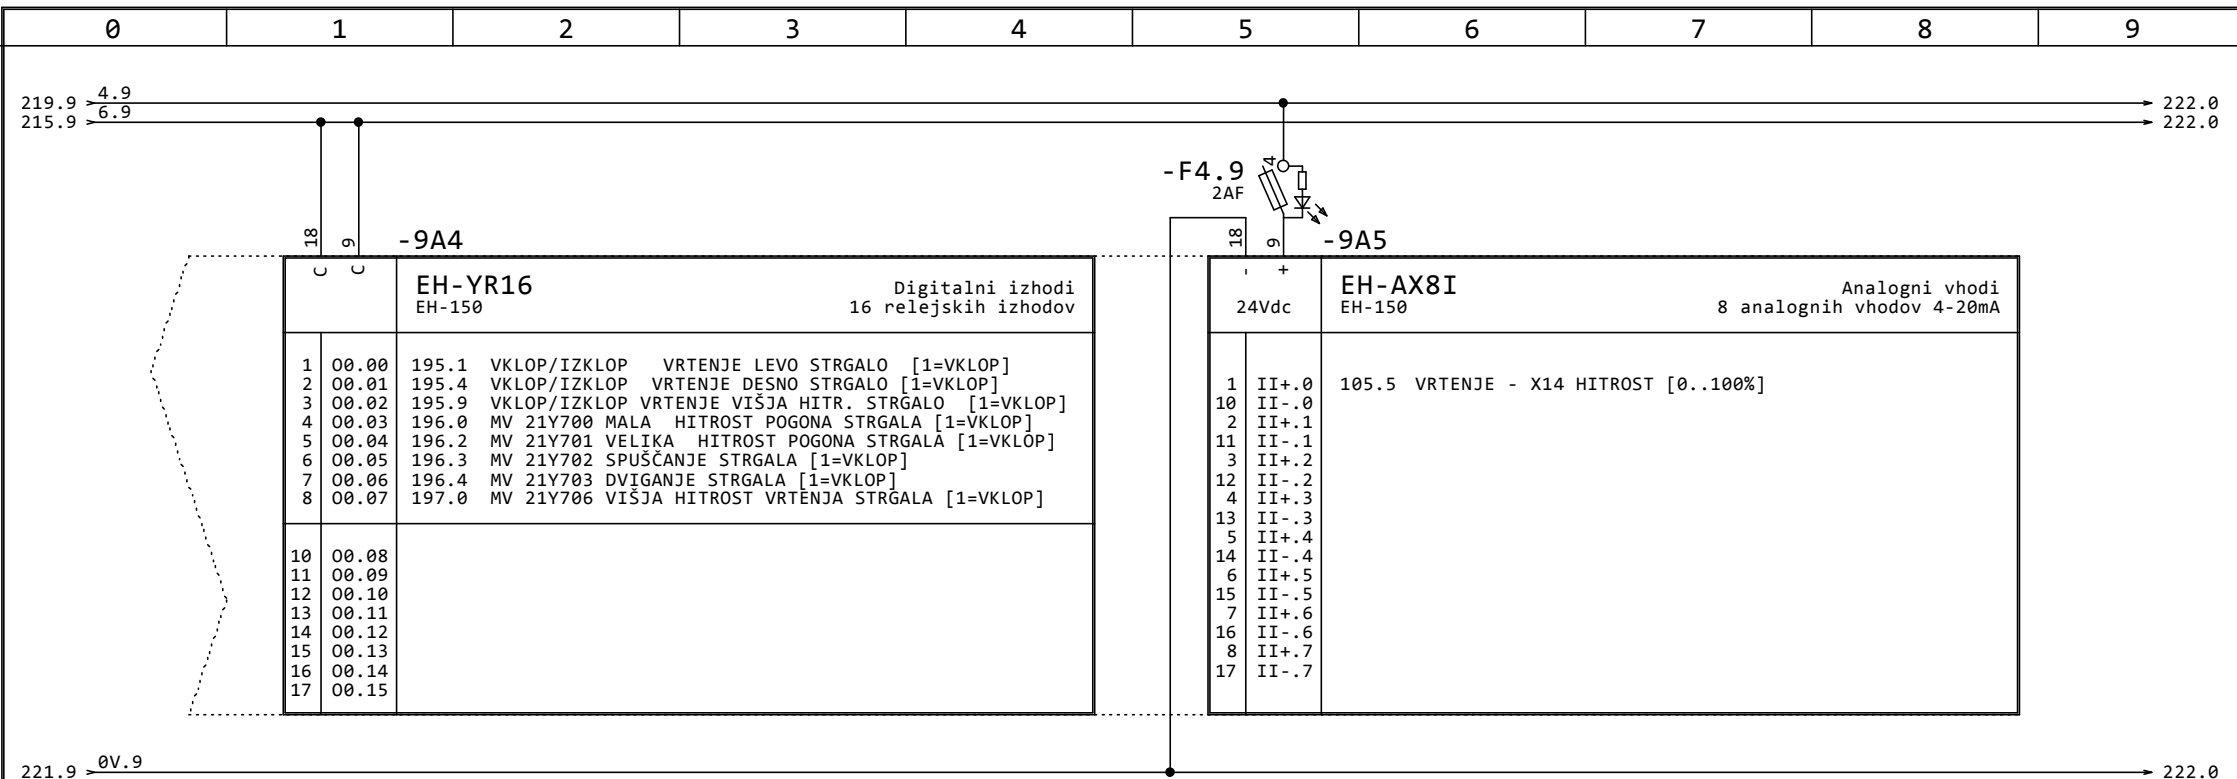 0 1 2 3 4 5 6 7 8 9
219.9 4.9 222.0
215.9 6.9 222.0
-F4.9
2AF
4
18 9 -9A4
18 9 -9A5
C C
EH-YR16
EH-150
Digitalni izhodi
16 relejskih izhodov
1 O0.00 195.1 VKLOP/IZKLOP VRTENJE LEVO STRGALO [1=VKLOP]
2 O0.01 195.4 VKLOP/IZKLOP VRTENJE DESNO STRGALO [1=VKLOP]
3 O0.02 195.9 VKLOP/IZKLOP VRTENJE VIŠJA HITR. STRGALO [1=VKLOP]
4 O0.03 196.0 MV 21Y700 MALA HITROST POGONA STRGALA [1=VKLOP]
5 O0.04 196.2 MV 21Y701 VELIKA HITROST POGONA STRGALA [1=VKLOP]
6 O0.05 196.3 MV 21Y702 SPUŠČANJE STRGALA [1=VKLOP]
7 O0.06 196.4 MV 21Y703 DVIGANJE STRGALA [1=VKLOP]
8 O0.07 197.0 MV 21Y706 VIŠJA HITROST VRTENJA STRGALA [1=VKLOP]
10 O0.08
11 O0.09
12 O0.10
13 O0.11
14 O0.12
15 O0.13
16 O0.14
17 O0.15
- +
24Vdc
EH-AX8I
EH-150
Analogni vhodi
8 analognih vhodov 4-20mA
1 II+.0 105.5 VRTENJE - X14 HITROST [0..100%]
10 II-.0
2 II+.1
11 II-.1
3 II+.2
12 II-.2
4 II+.3
13 II-.3
5 II+.4
14 II-.4
6 II+.5
15 II-.5
7 II+.6
16 II-.6
8 II+.7
17 II-.7
221.9 0V.9 222.0